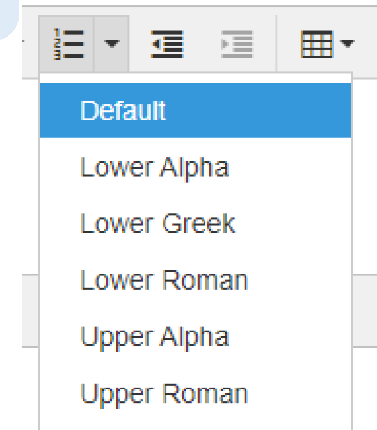 Default
Lower Alpha
Lower Greek
Lower Roman
Upper Alpha
Upper Roman